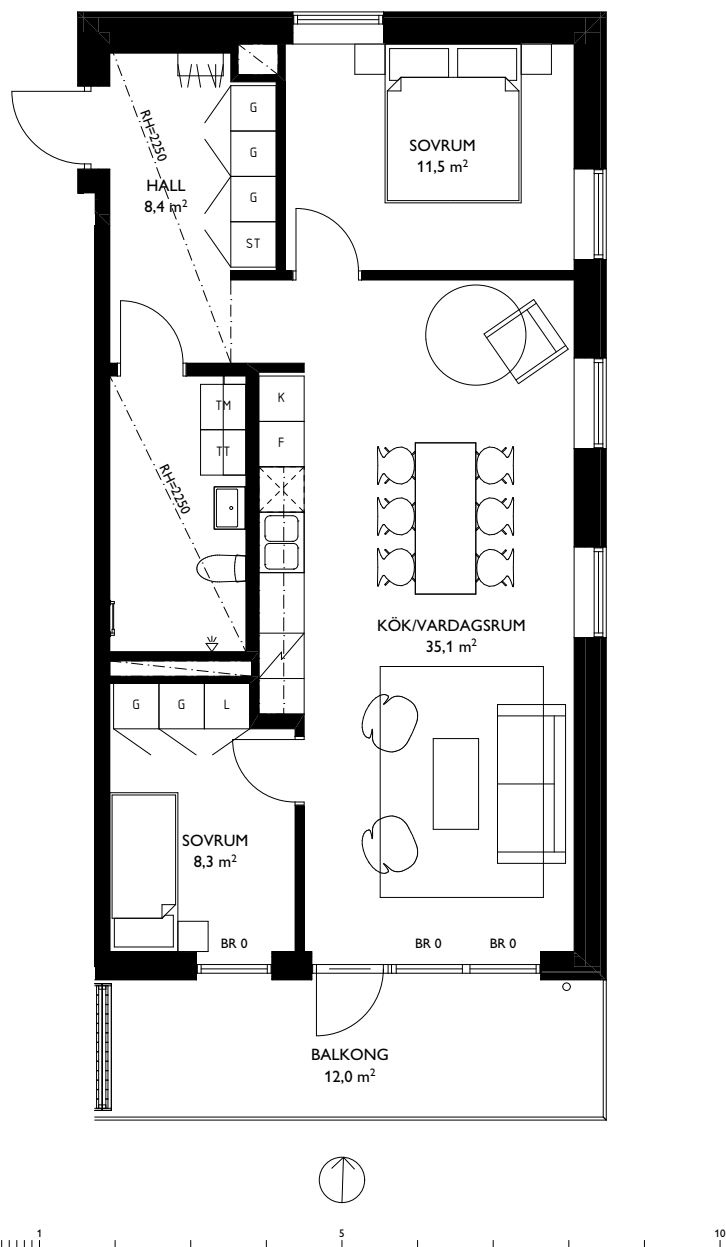 G
RH=2250
G
SOVRUM
11,5 m²
HALL
8,4 m²
G
ST
TM
K
TT
F
RH=2250
KÖK/VARDAGSRUM
35,1 m²
G
G
L
SOVRUM
8,3 m²
BR 0
BR 0
BR 0
BALKONG
12,0 m²
1
5
10